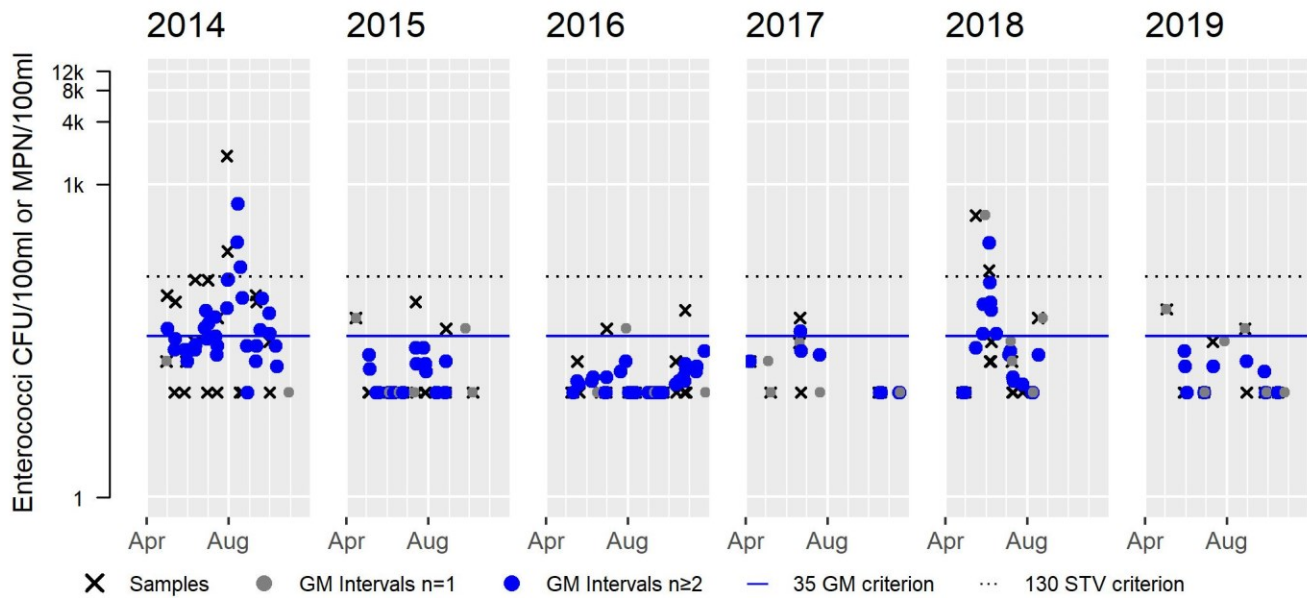 2014 2015 2016 2017 2018 2019
Enterococci CFU/100ml or MPN/100ml
12k
8k
4k
1k
1
Apr Aug Apr Aug Apr Aug Apr Aug Apr Aug Apr Aug
Samples GM Intervals n=1 GM Intervals n≥2 35 GM criterion 130 STV criterion